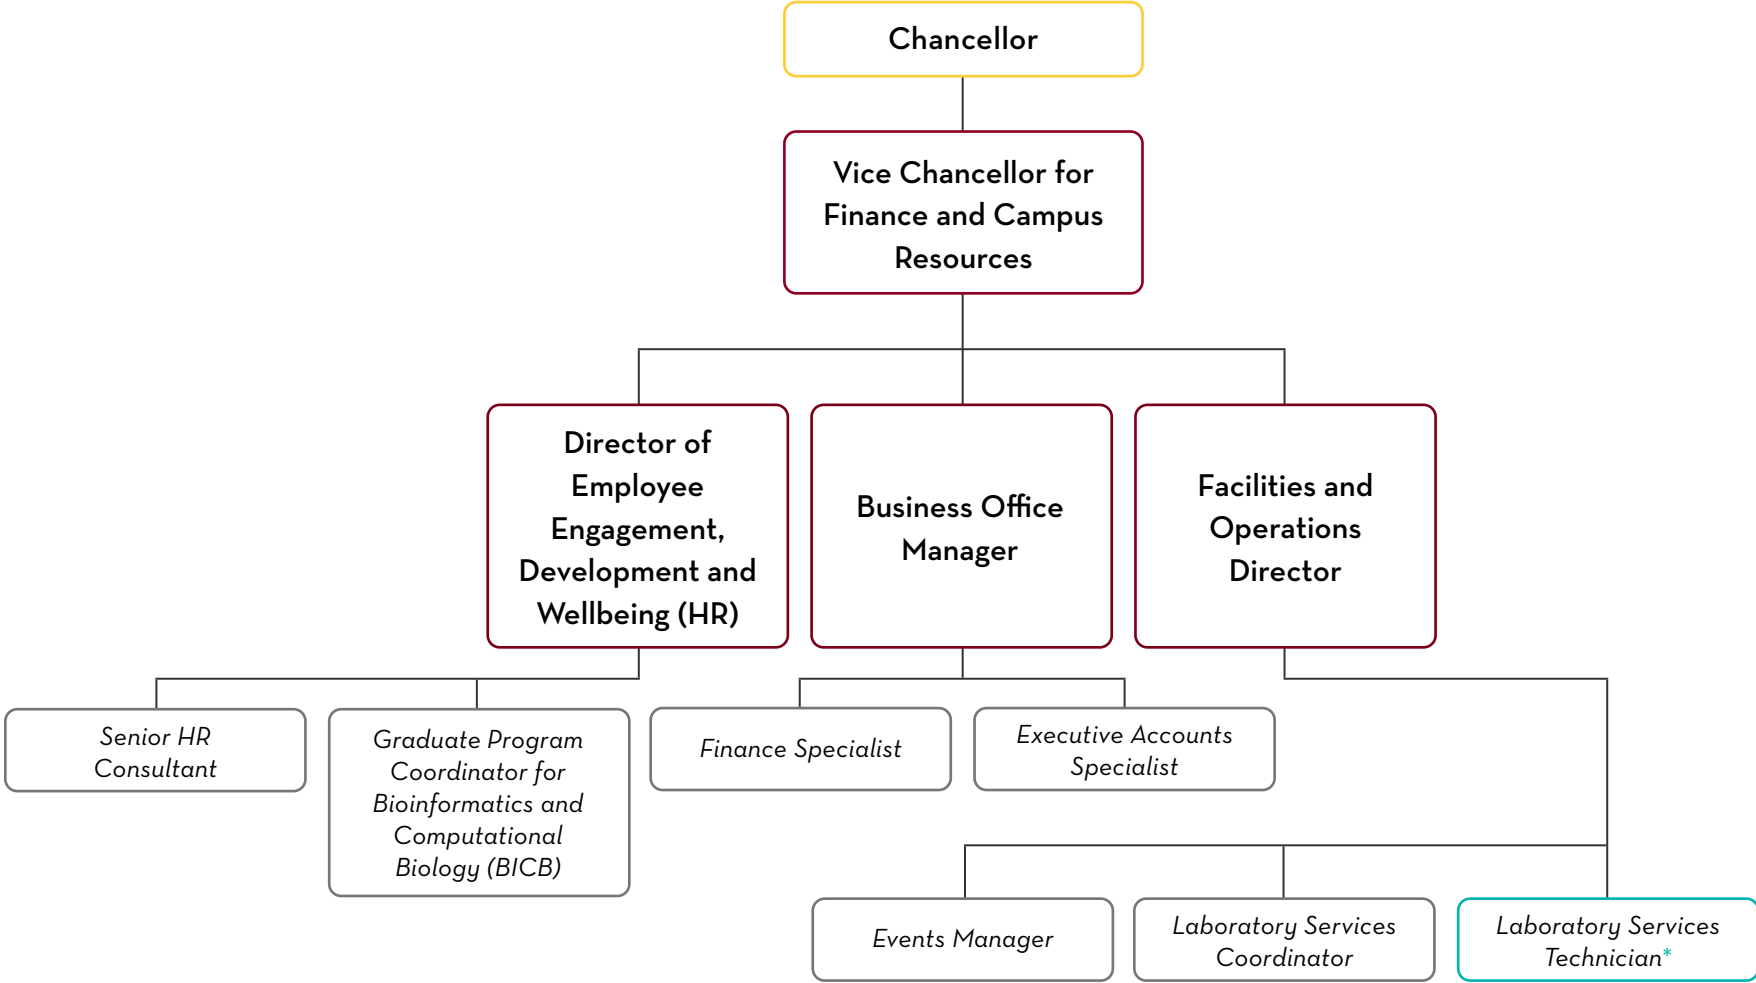 Chancellor
Vice Chancellor for
Finance and Campus
Resources
Director of
Employee
Engagement,
Development and
Wellbeing (HR)
Business Office
Manager
Facilities and
Operations
Director
Senior HR
Consultant
Graduate Program
Coordinator for
Bioinformatics and
Computational
Biology (BICB)
Finance Specialist
Executive Accounts
Specialist
Events Manager
Laboratory Services
Coordinator
Laboratory Services
Technician*